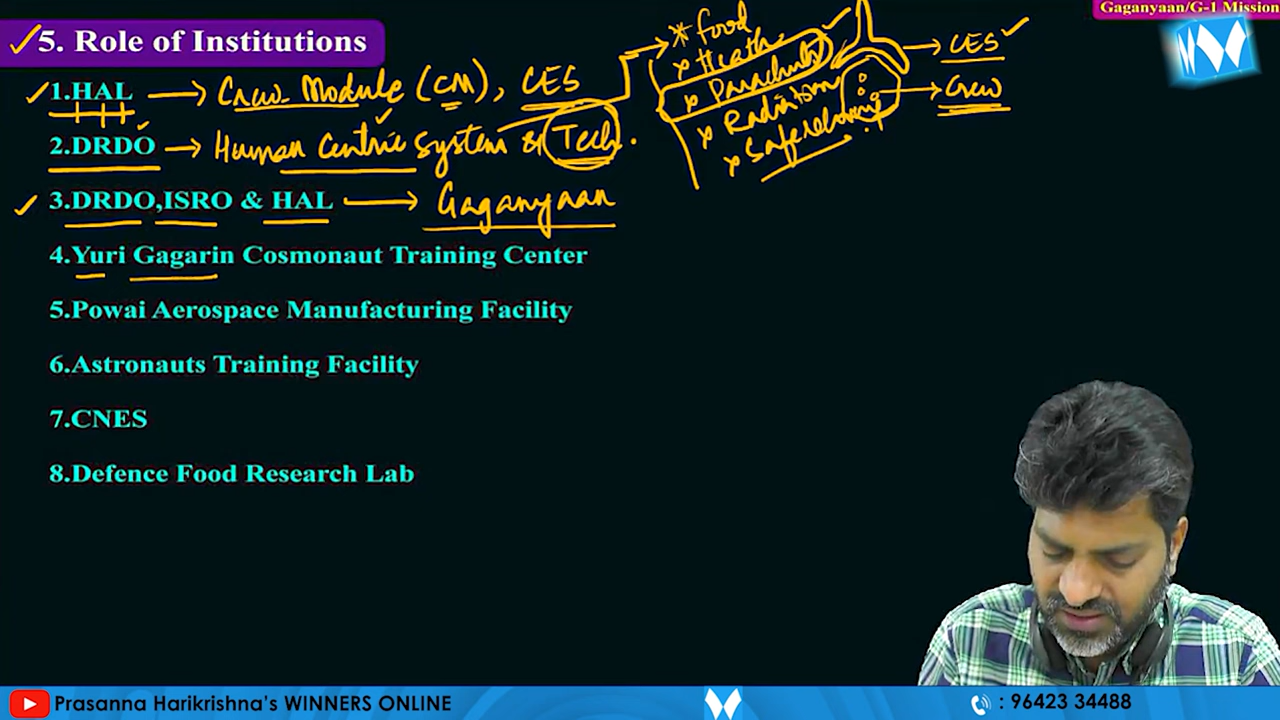 Gaganyaan/G-1 Mission
5. Role of Institutions
1.HAL → Crew Module (CM), CES
2.DRDO → Human Centric System & Tech.
* Food
× Heath
× Parachute
× Radiation
× Safe
→ CES
→ Crew
3.DRDO,ISRO & HAL → Gaganyaan
4.Yuri Gagarin Cosmonaut Training Center
5.Powai Aerospace Manufacturing Facility
6.Astronauts Training Facility
7.CNES
8.Defence Food Research Lab
Prasanna Harikrishna's WINNERS ONLINE
: 96423 34488